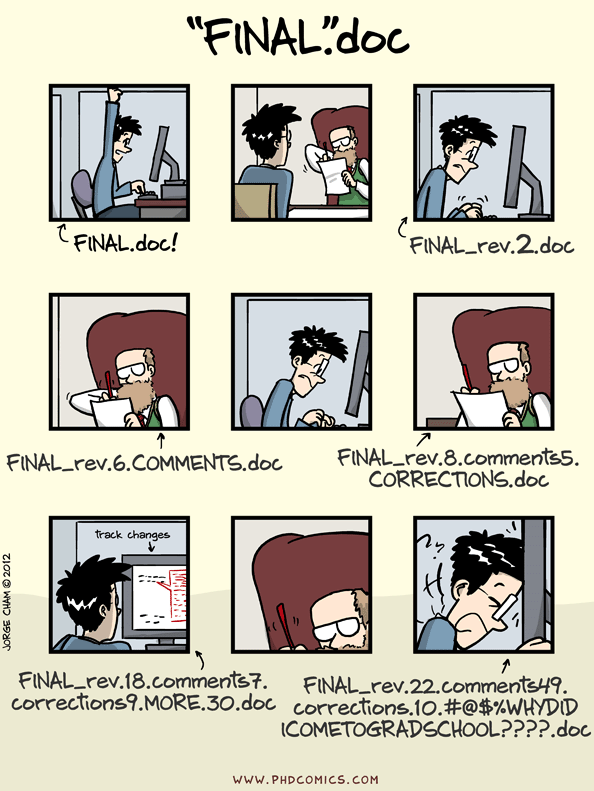 "FINAL".doc
FINAL.doc!
FINAL_rev.2.doc
FINAL_rev.6.COMMENTS.doc
FINAL_rev.8.comments5.
CORRECTIONS.doc
track changes
FINAL_rev.18.comments7.
corrections9.MORE.30.doc
FINAL_rev.22.comments49.
corrections.10.#@$%WHYDID
ICOMETOGRADSCHOOL????.doc
JORGE CHAM © 2012
WWW.PHDCOMICS.COM